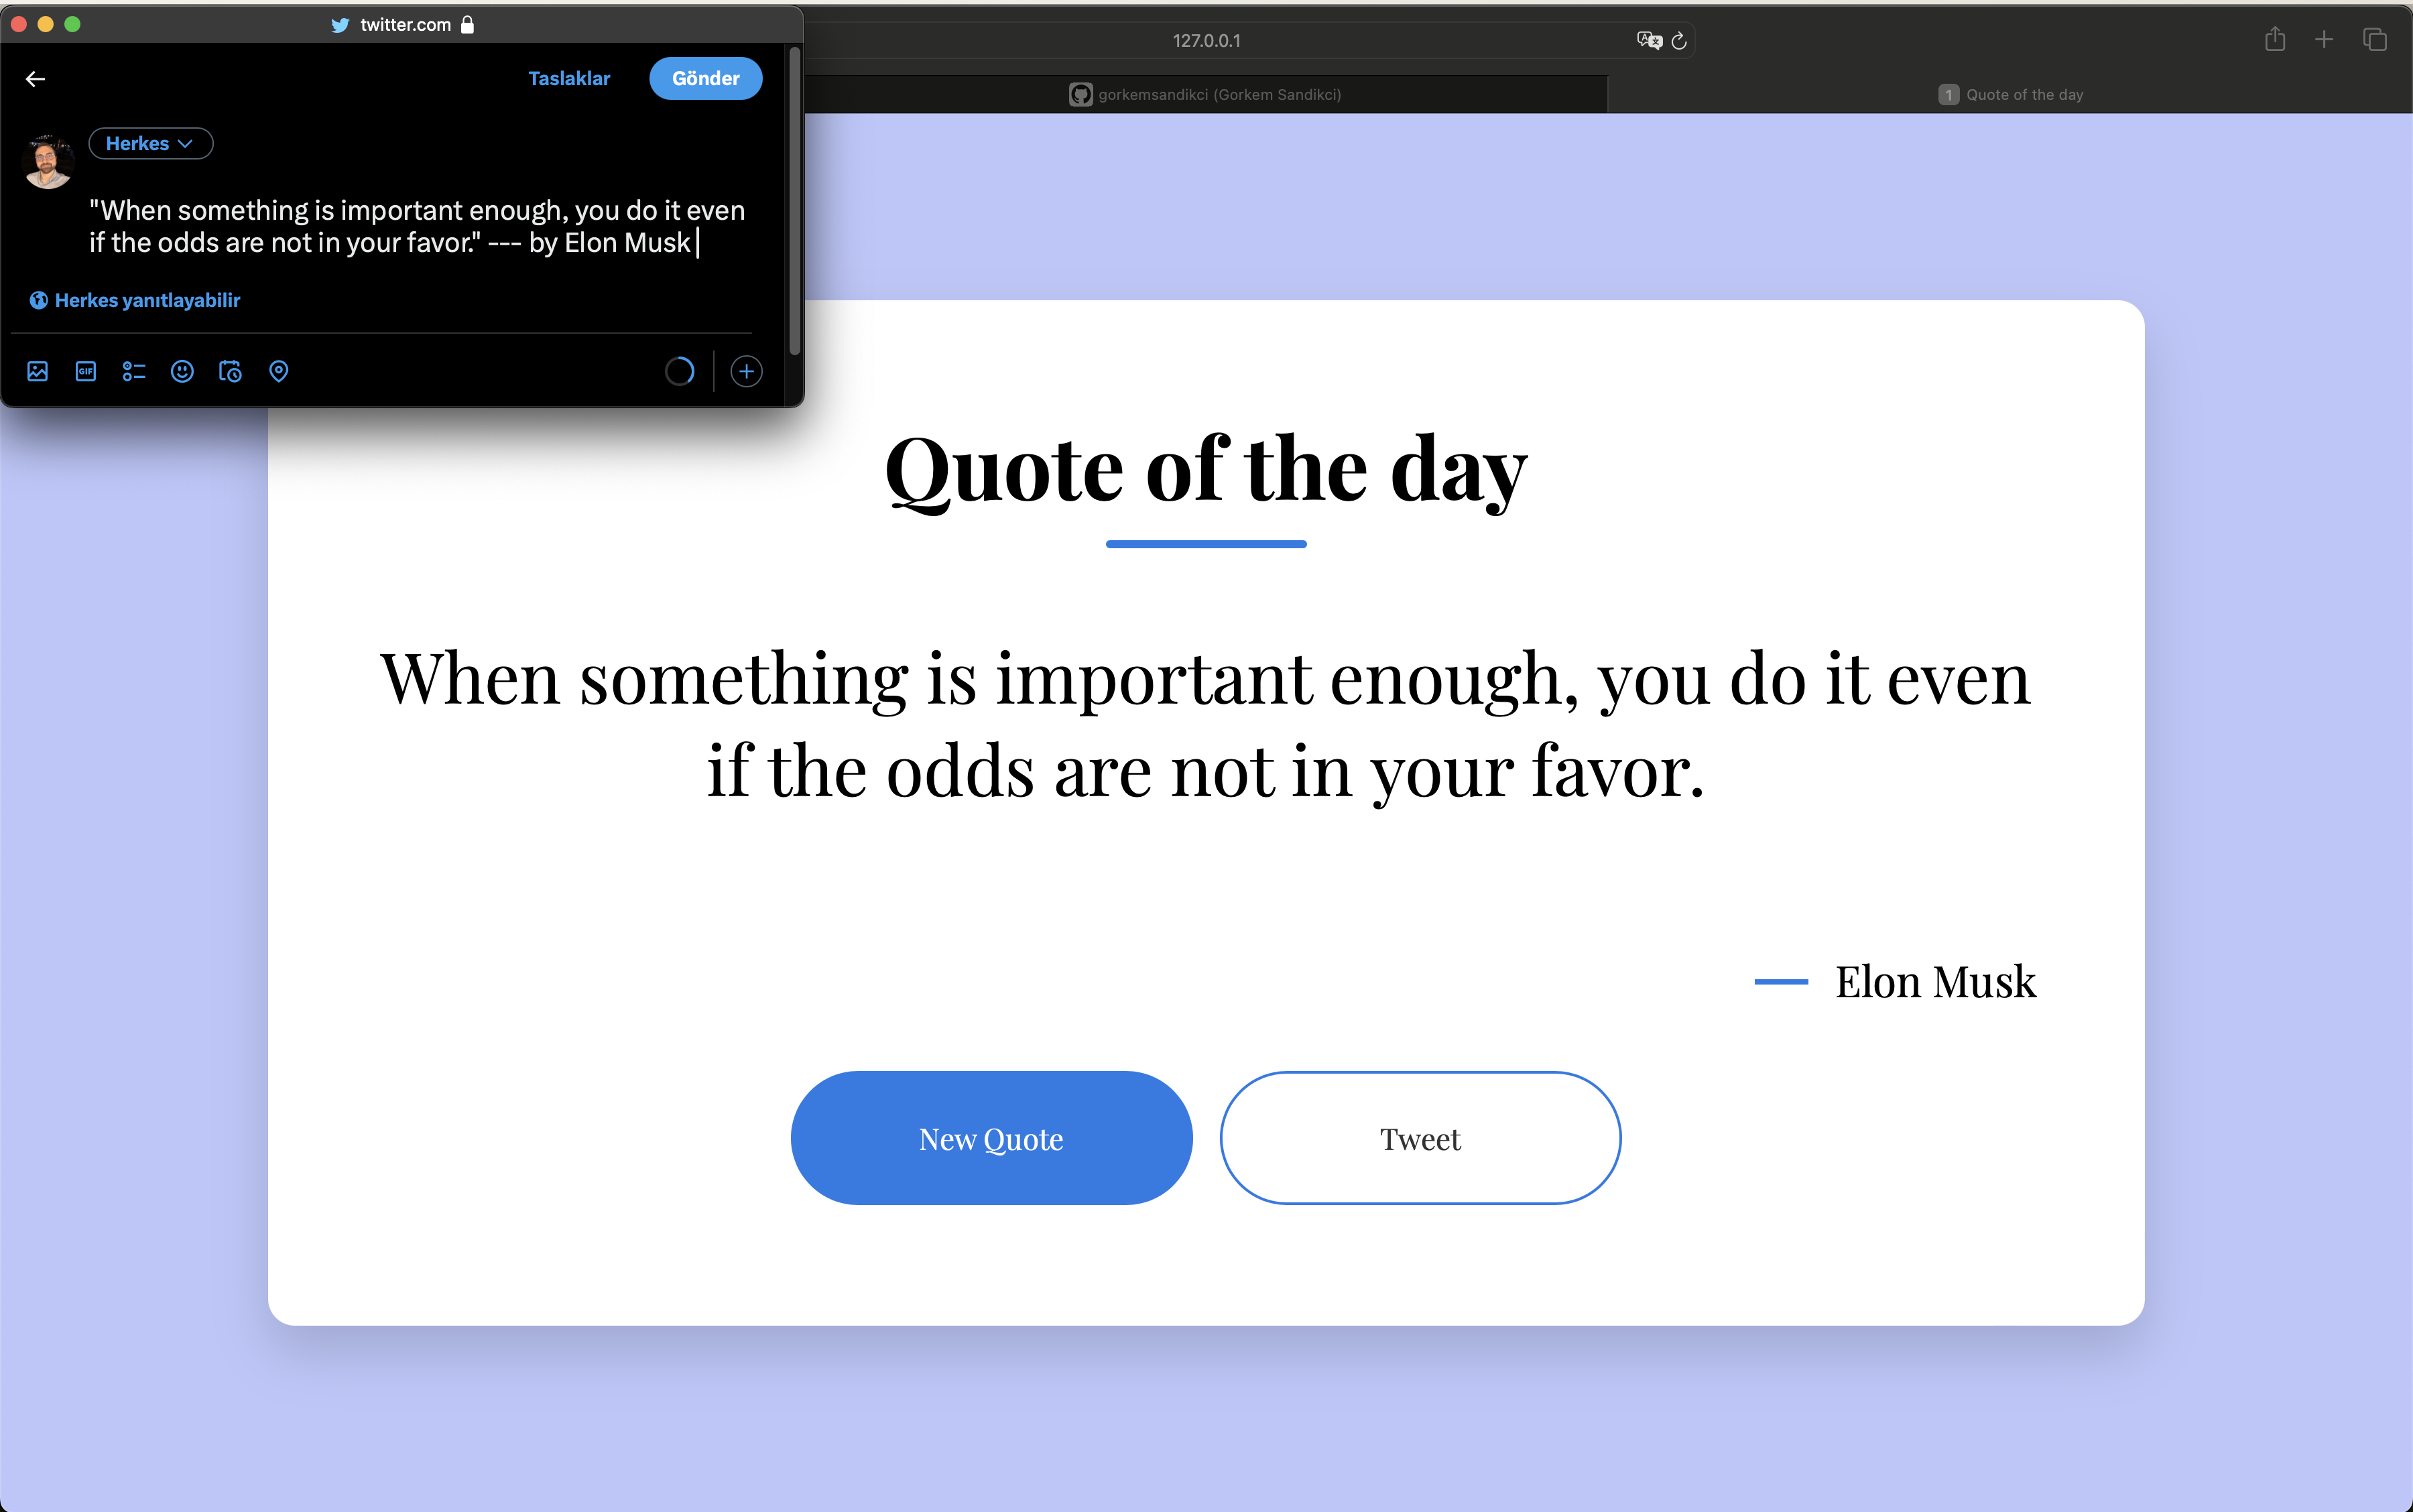 twitter.com
Taslaklar
Gönder
Herkes
"When something is important enough, you do it even
if the odds are not in your favor." --- by Elon Musk
Herkes yanıtlayabilir
GIF
127.0.0.1
gorkemsandikci (Gorkem Sandikci)
1 Quote of the day
Quote of the day
When something is important enough, you do it even
if the odds are not in your favor.
Elon Musk
New Quote
Tweet